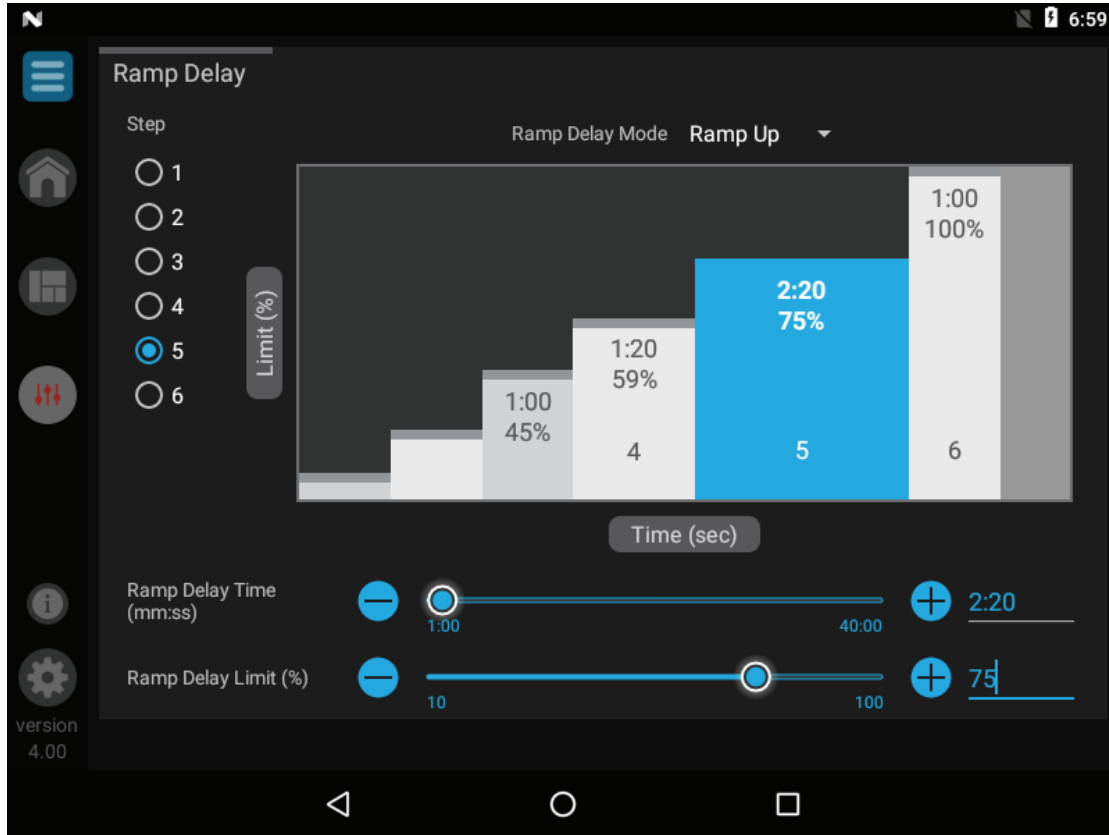 6:59
Ramp Delay
Step
Ramp Delay Mode Ramp Up
1
2
3
4
5
6
Limit (%)
1:00
45%
1:20
59%
4
2:20
75%
5
1:00
100%
6
Time (sec)
Ramp Delay Time
(mm:ss)
1:00
40:00
2:20
Ramp Delay Limit (%)
10
100
75
version
4.00